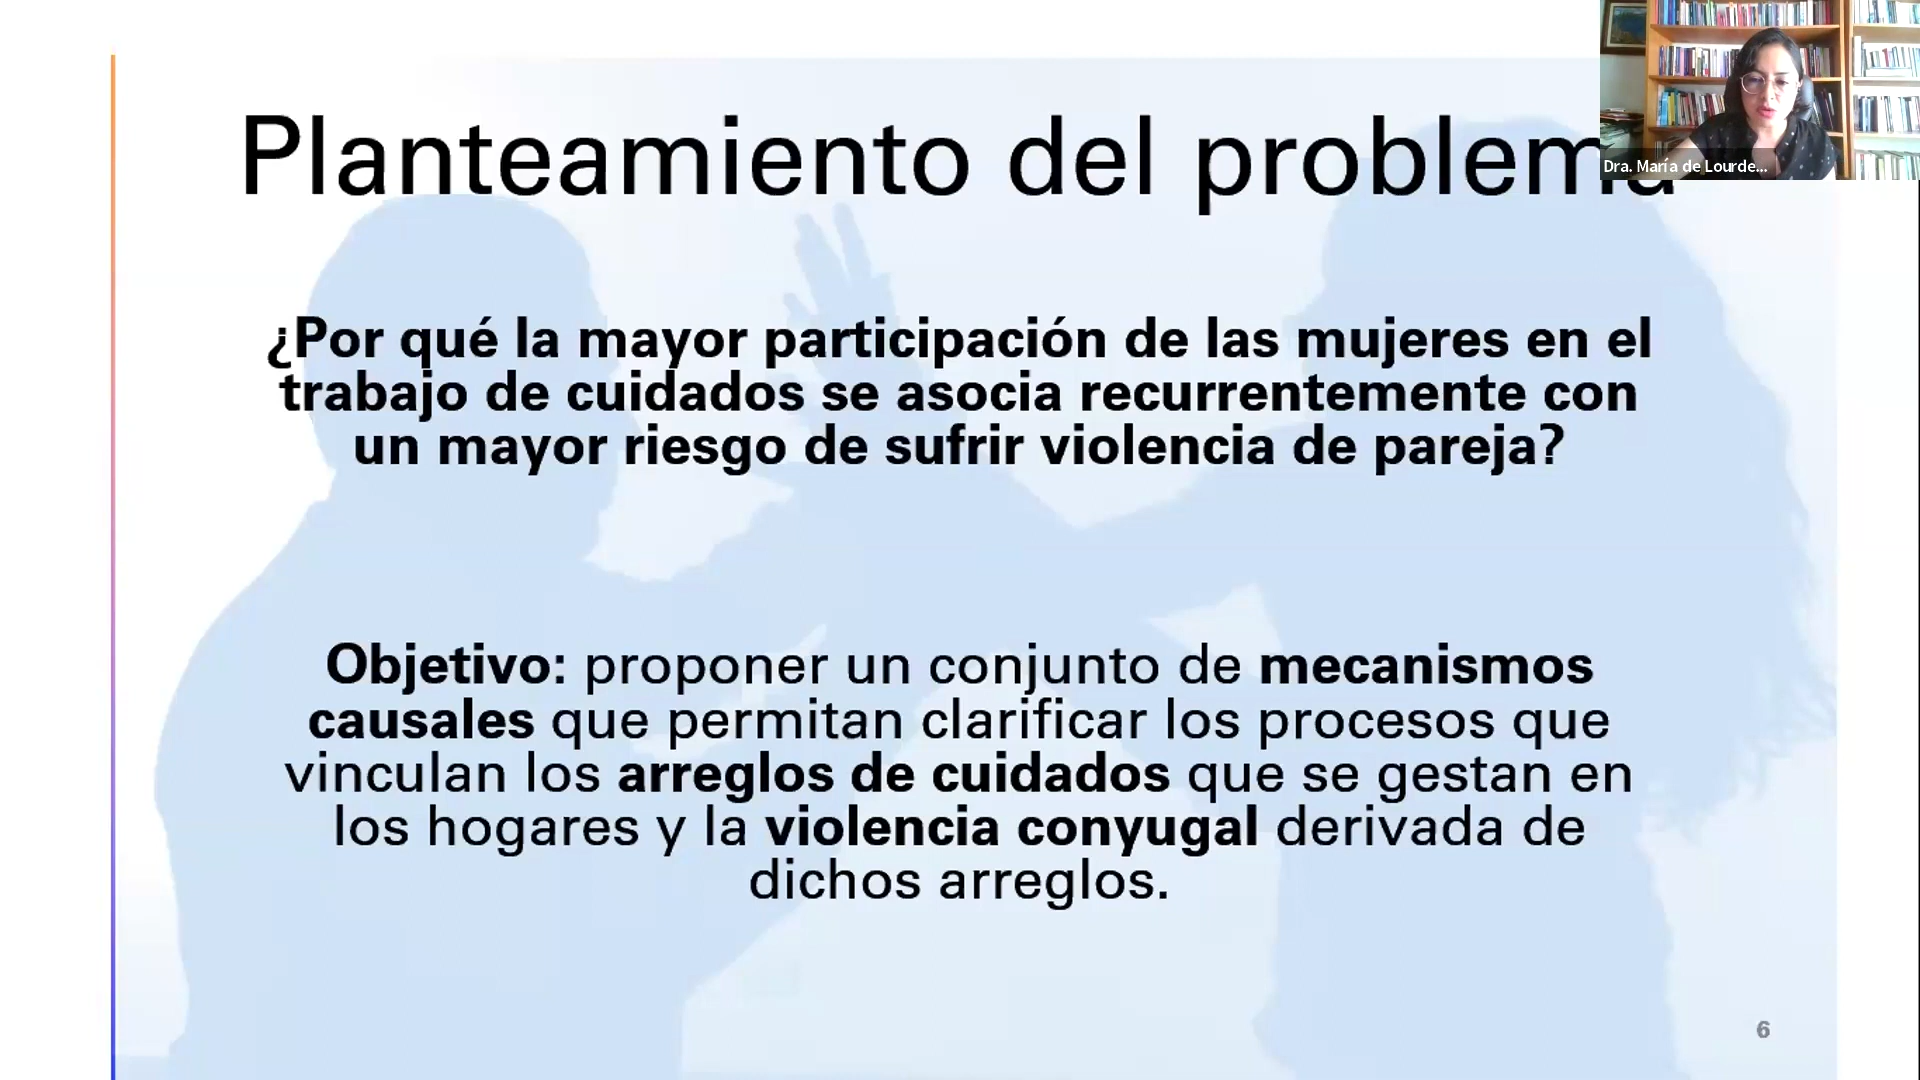 Planteamiento del problema
Dra. María de Lourde...
¿Por qué la mayor participación de las mujeres en el
trabajo de cuidados se asocia recurrentemente con
un mayor riesgo de sufrir violencia de pareja?
Objetivo: proponer un conjunto de mecanismos
causales que permitan clarificar los procesos que
vinculan los arreglos de cuidados que se gestan en
los hogares y la violencia conyugal derivada de
dichos arreglos.
6